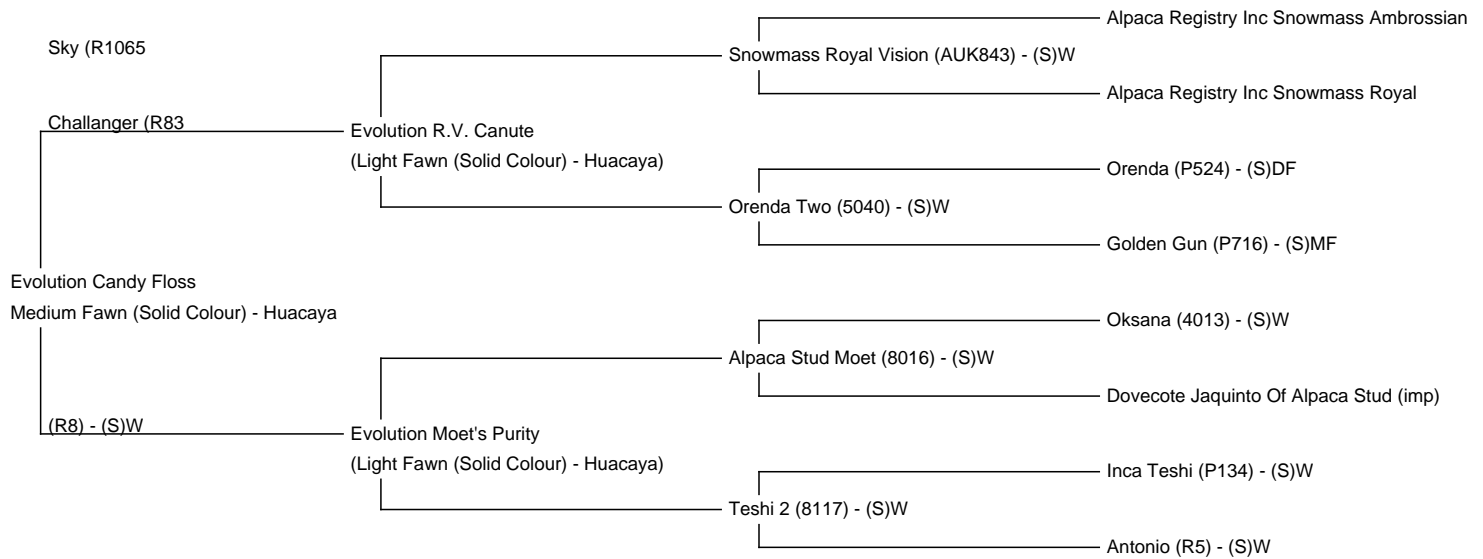 Alpaca Registry Inc Snowmass Ambrossian
Sky (R1065
Snowmass Royal Vision (AUK843) - (S)W
Alpaca Registry Inc Snowmass Royal
Challanger (R83
Evolution R.V. Canute
(Light Fawn (Solid Colour) - Huacaya)
Orenda (P524) - (S)DF
Orenda Two (5040) - (S)W
Golden Gun (P716) - (S)MF
Evolution Candy Floss
Medium Fawn (Solid Colour) - Huacaya
Oksana (4013) - (S)W
Alpaca Stud Moet (8016) - (S)W
Dovecote Jaquinto Of Alpaca Stud (imp)
(R8) - (S)W
Evolution Moet's Purity
(Light Fawn (Solid Colour) - Huacaya)
Inca Teshi (P134) - (S)W
Teshi 2 (8117) - (S)W
Antonio (R5) - (S)W